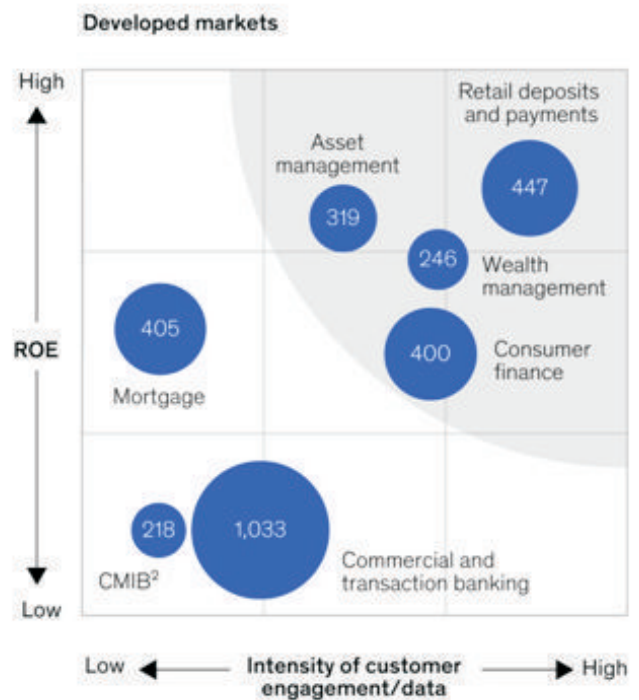 Developed markets
High
Retail deposits
and payments
Asset
management
447
319
246
Wealth
management
ROE
405
400
Consumer
finance
Mortgage
218
1,033
CMIB²
Commercial and
transaction banking
Low
Low
Intensity of customer
engagement/data
High